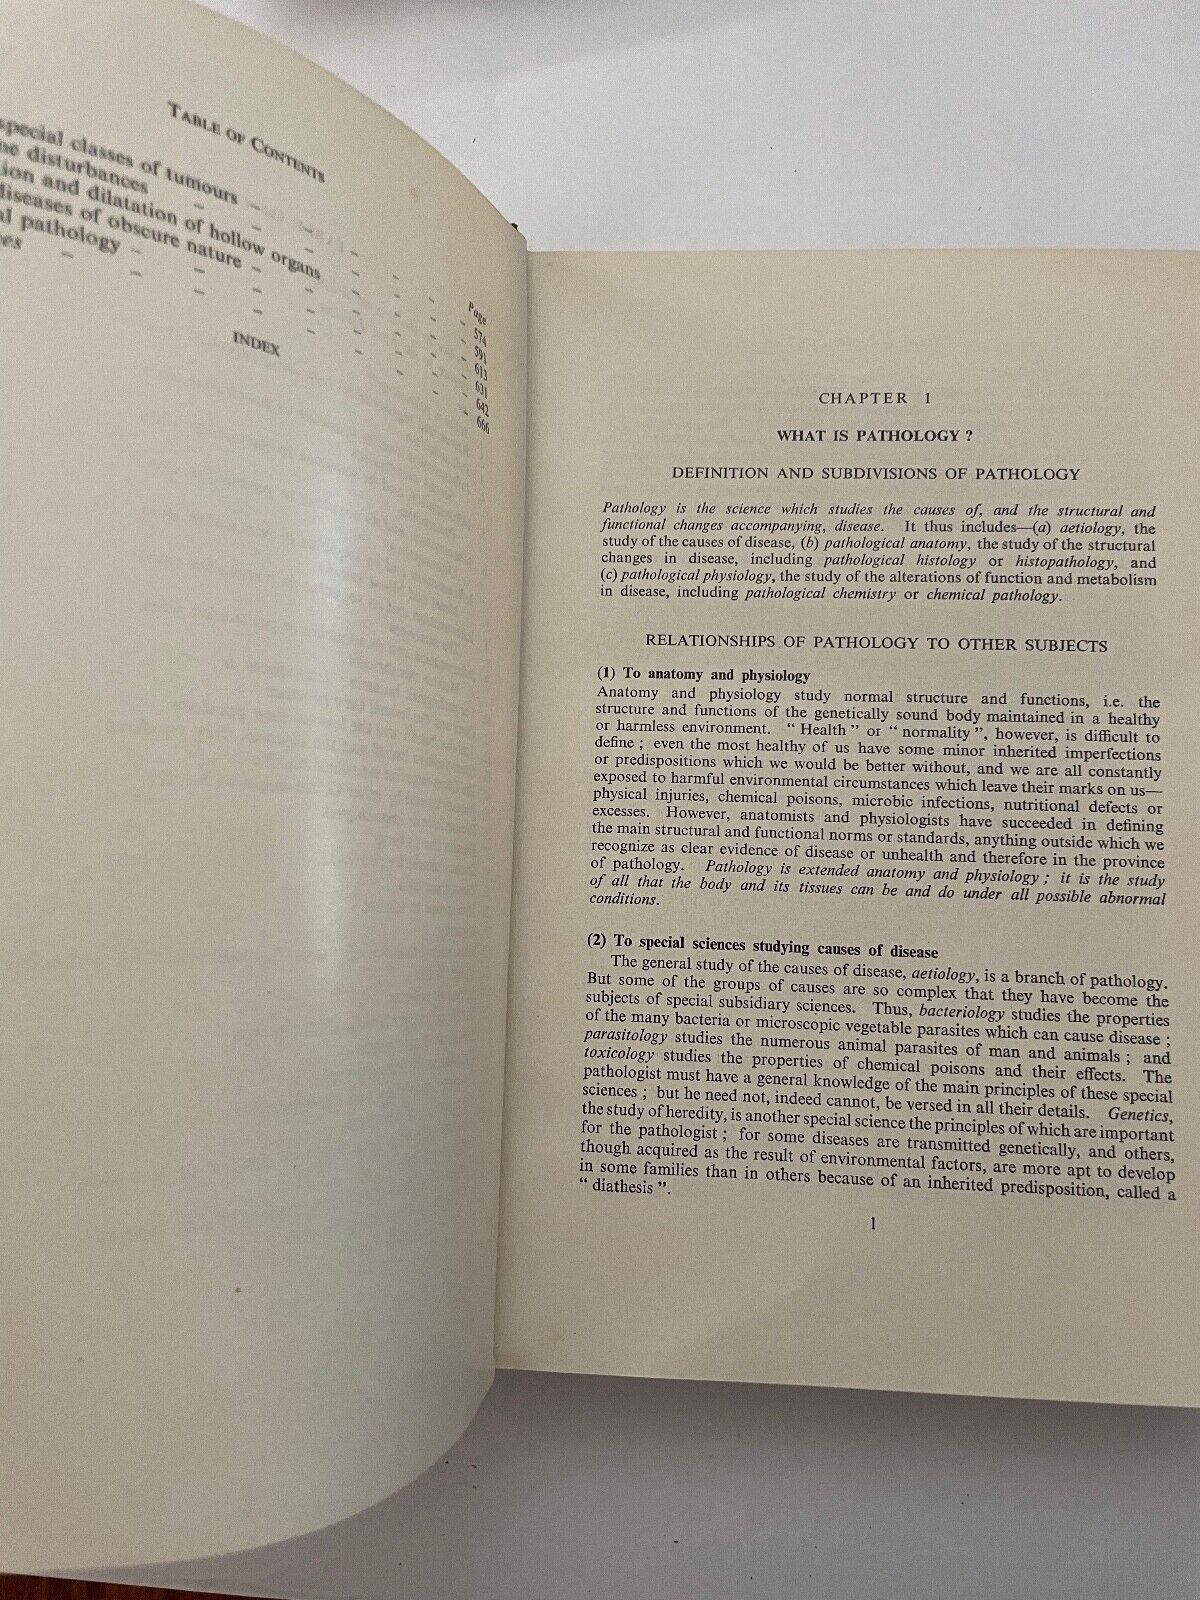 TABLE OF CONTENTS
Page
special classes of tumours - - - - - 574
disturbances - - - - - - 591
and dilatation of hollow organs - - - - 613
diseases of obscure nature - - - - - 631
pathology - - - - - - 642
- - - - - - 666
INDEX
CHAPTER 1
WHAT IS PATHOLOGY ?
DEFINITION AND SUBDIVISIONS OF PATHOLOGY
Pathology is the science which studies the causes of, and the structural and
functional changes accompanying, disease. It thus includes—(a) aetiology, the
study of the causes of disease, (b) pathological anatomy, the study of the structural
changes in disease, including pathological histology or histopathology, and
(c) pathological physiology, the study of the alterations of function and metabolism
in disease, including pathological chemistry or chemical pathology.
RELATIONSHIPS OF PATHOLOGY TO OTHER SUBJECTS
(1) To anatomy and physiology
Anatomy and physiology study normal structure and functions, i.e. the
structure and functions of the genetically sound body maintained in a healthy
or harmless environment. “ Health ” or “ normality ”, however, is difficult to
define ; even the most healthy of us have some minor inherited imperfections
or predispositions which we would be better without, and we are all constantly
exposed to harmful environmental circumstances which leave their marks on us—
physical injuries, chemical poisons, microbic infections, nutritional defects or
excesses. However, anatomists and physiologists have succeeded in defining
the main structural and functional norms or standards, anything outside which we
recognize as clear evidence of disease or unhealth and therefore in the province
of pathology. Pathology is extended anatomy and physiology ; it is the study
of all that the body and its tissues can be and do under all possible abnormal
conditions.
(2) To special sciences studying causes of disease
The general study of the causes of disease, aetiology, is a branch of pathology.
But some of the groups of causes are so complex that they have become the
subjects of special subsidiary sciences. Thus, bacteriology studies the properties
of the many bacteria or microscopic vegetable parasites which can cause disease ;
parasitology studies the numerous animal parasites of man and animals ; and
toxicology studies the properties of chemical poisons and their effects. The
pathologist must have a general knowledge of the main principles of these special
sciences ; but he need not, indeed cannot, be versed in all their details. Genetics,
the study of heredity, is another special science the principles of which are important
for the pathologist ; for some diseases are transmitted genetically, and others,
though acquired as the result of environmental factors, are more apt to develop
in some families than in others because of an inherited predisposition, called a
“ diathesis ”.
1